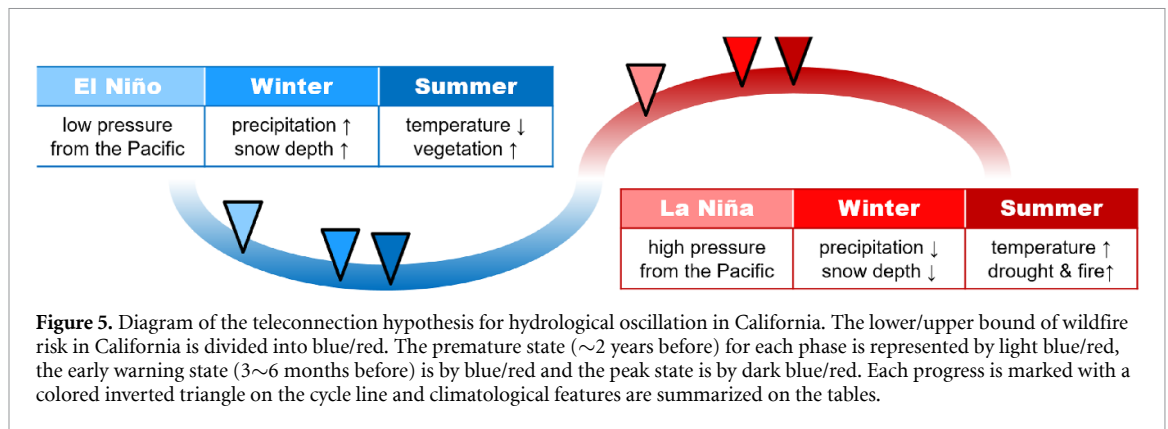 El Niño Winter Summer
low pressure precipitation ↑ temperature ↓
from the Pacific snow depth ↑ vegetation ↑
La Niña Winter Summer
high pressure precipitation ↓ temperature ↑
from the Pacific snow depth ↓ drought & fire↑
Figure 5. Diagram of the teleconnection hypothesis for hydrological oscillation in California. The lower/upper bound of wildfire
risk in California is divided into blue/red. The premature state (∼2 years before) for each phase is represented by light blue/red,
the early warning state (3∼6 months before) is by blue/red and the peak state is by dark blue/red. Each progress is marked with a
colored inverted triangle on the cycle line and climatological features are summarized on the tables.